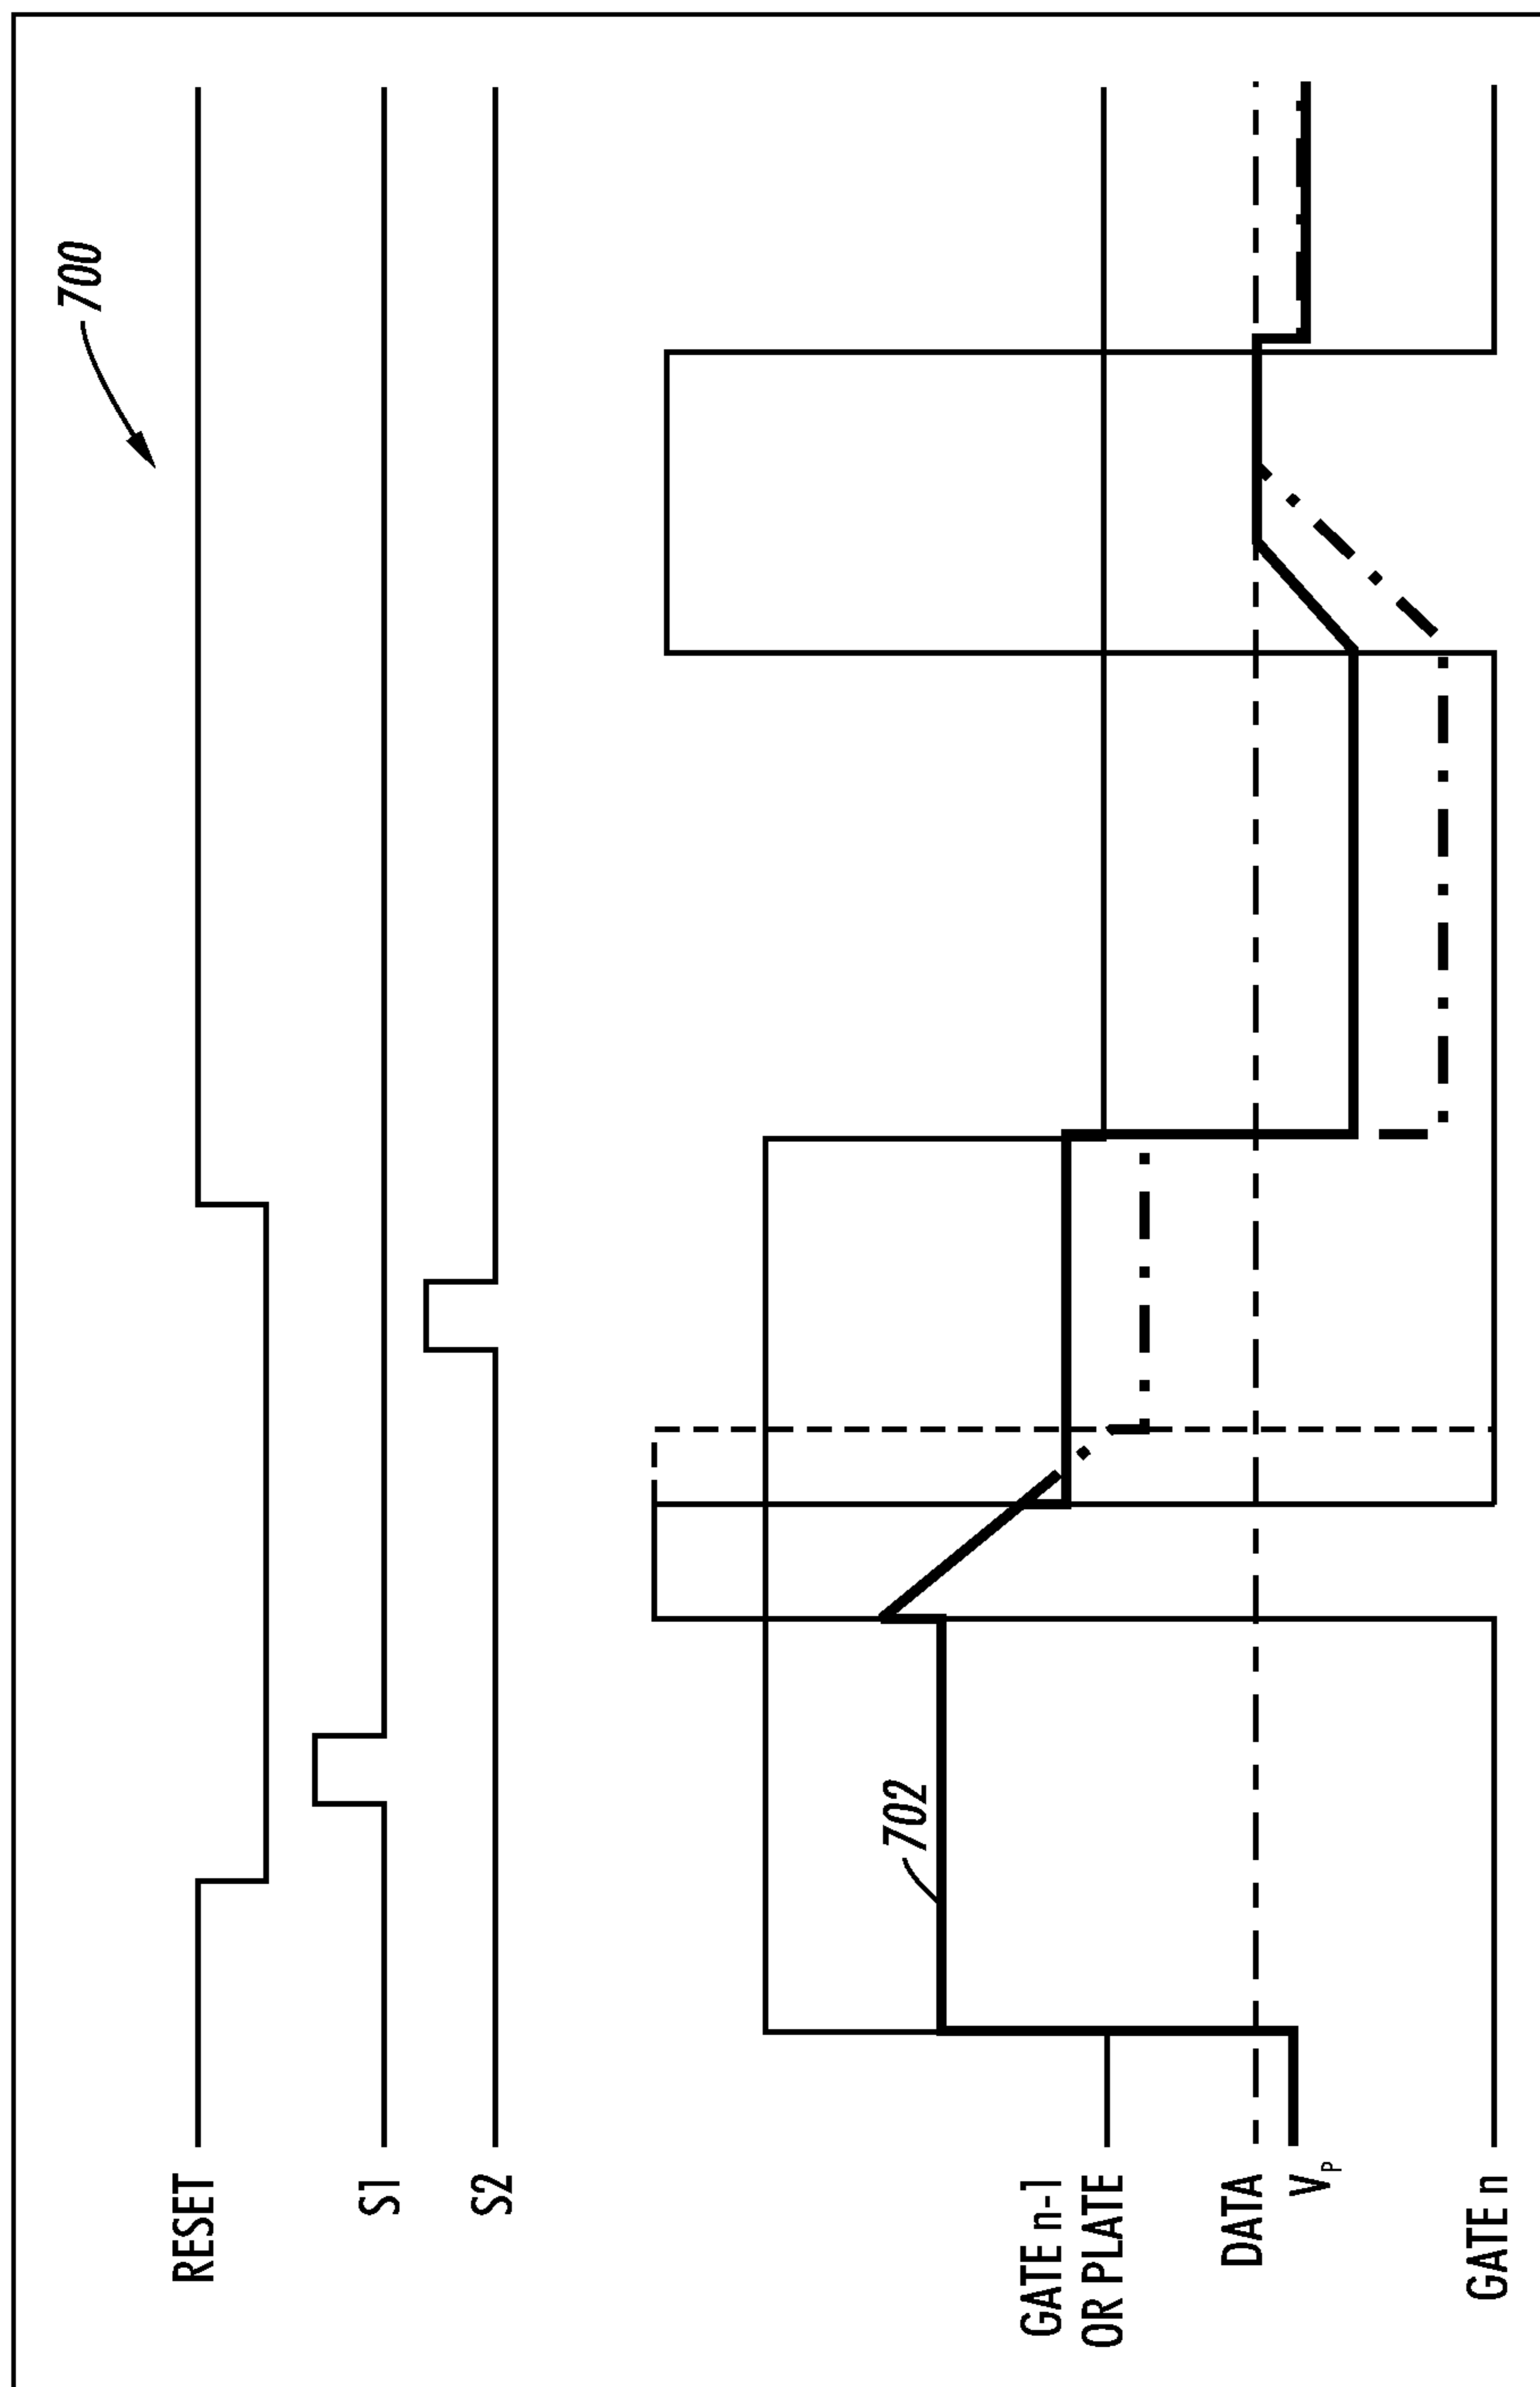 700
RESET
S1
S2
702
GATE n-1
OR PLATE
DATA
VP
GATE n